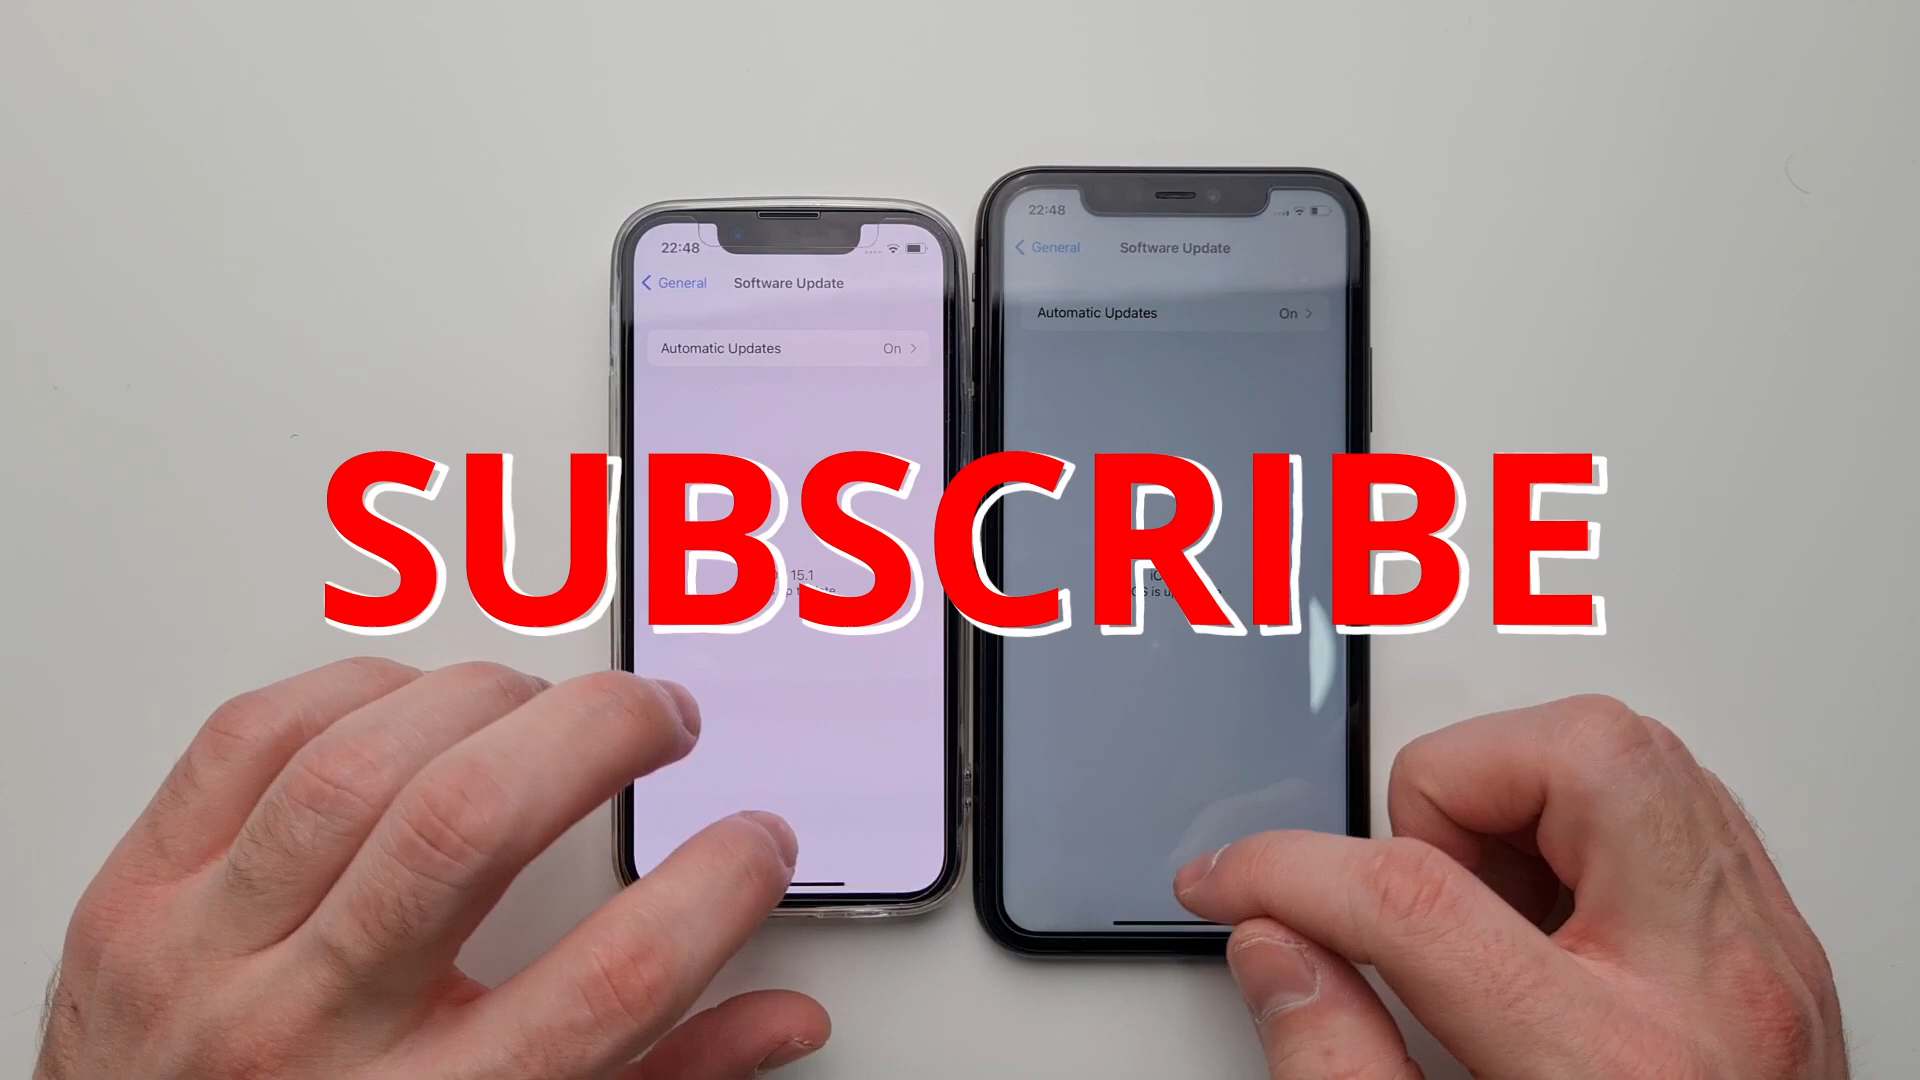 22:48
General
Software Update
Automatic Updates
On
15.1
22:48
General
Software Update
Automatic Updates
On
is
SUBSCRIBE